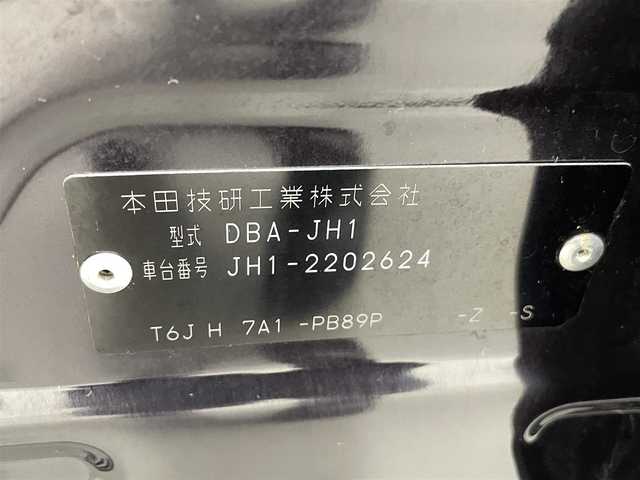 本田技研工業株式会社
型式 DBA-JH1
車台番号 JH1-2202624
T6J H 7A1 -PB89P -Z -S